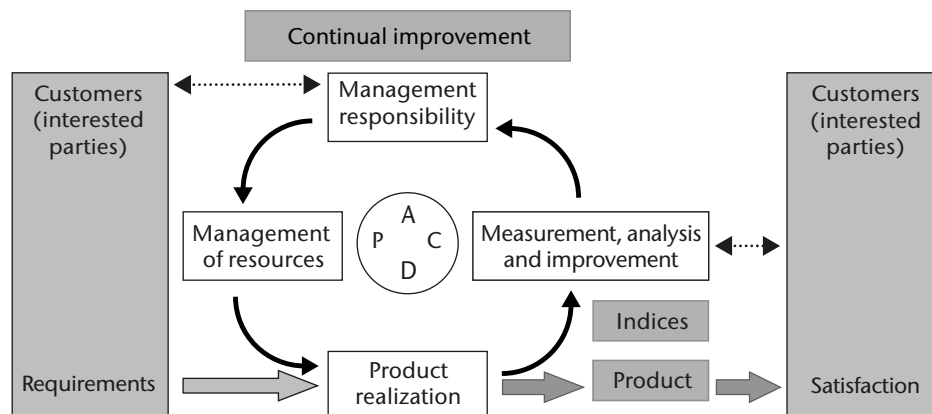 Continual improvement
Customers
(interested
parties)
Management
responsibility
Customers
(interested
parties)
Management
of resources
A
P C
D
Measurement, analysis
and improvement
Indices
Requirements
Product
realization
Product
Satisfaction